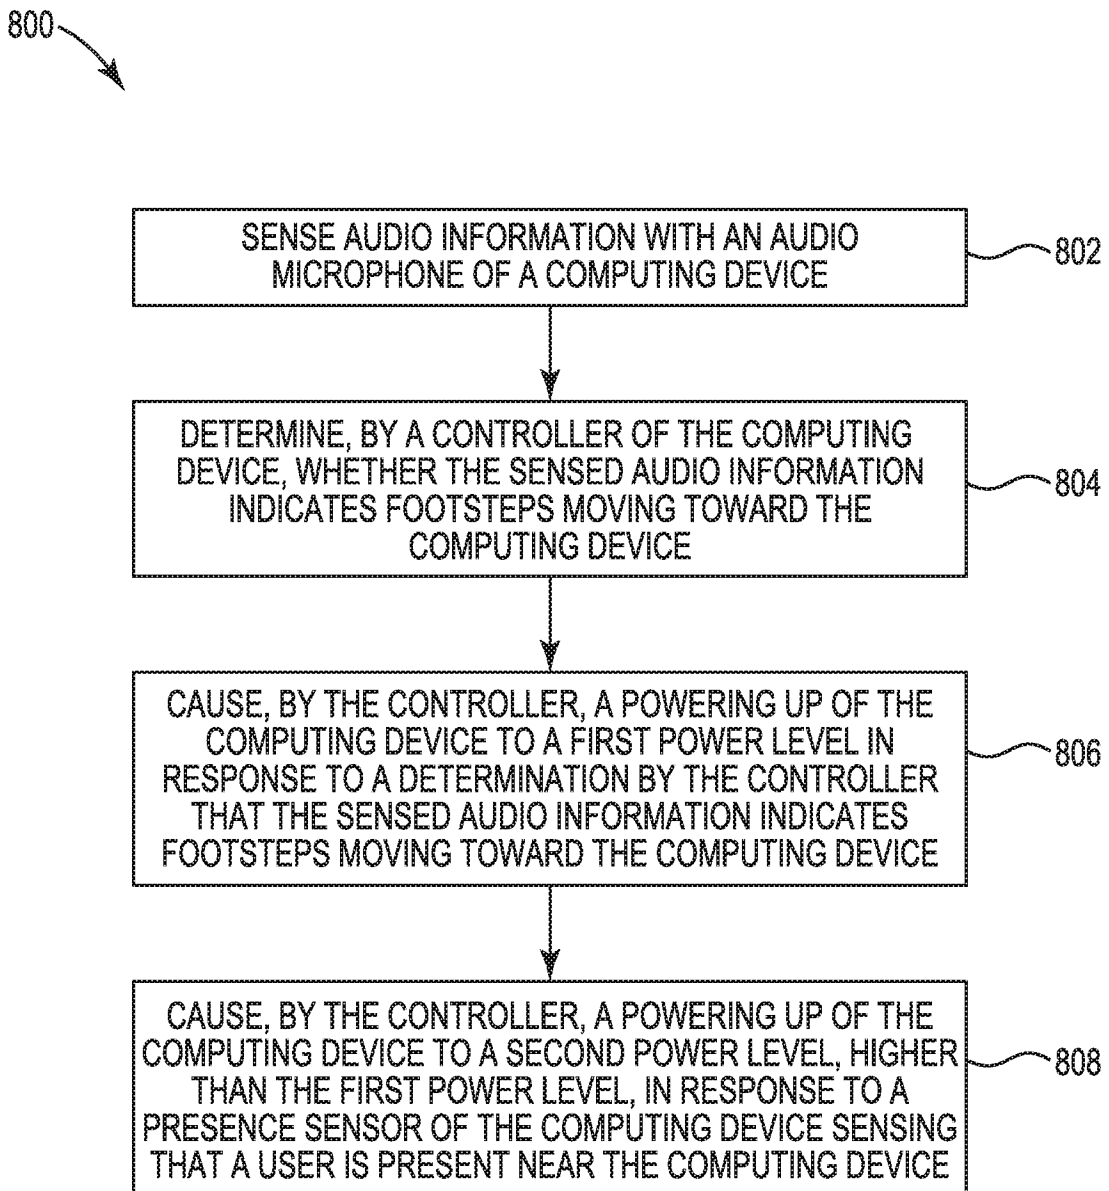 800
SENSE AUDIO INFORMATION WITH AN AUDIO
MICROPHONE OF A COMPUTING DEVICE
802
DETERMINE, BY A CONTROLLER OF THE COMPUTING
DEVICE, WHETHER THE SENSED AUDIO INFORMATION
INDICATES FOOTSTEPS MOVING TOWARD THE
COMPUTING DEVICE
804
CAUSE, BY THE CONTROLLER, A POWERING UP OF THE
COMPUTING DEVICE TO A FIRST POWER LEVEL IN
RESPONSE TO A DETERMINATION BY THE CONTROLLER
THAT THE SENSED AUDIO INFORMATION INDICATES
FOOTSTEPS MOVING TOWARD THE COMPUTING DEVICE
806
CAUSE, BY THE CONTROLLER, A POWERING UP OF THE
COMPUTING DEVICE TO A SECOND POWER LEVEL, HIGHER
THAN THE FIRST POWER LEVEL, IN RESPONSE TO A
PRESENCE SENSOR OF THE COMPUTING DEVICE SENSING
THAT A USER IS PRESENT NEAR THE COMPUTING DEVICE
808